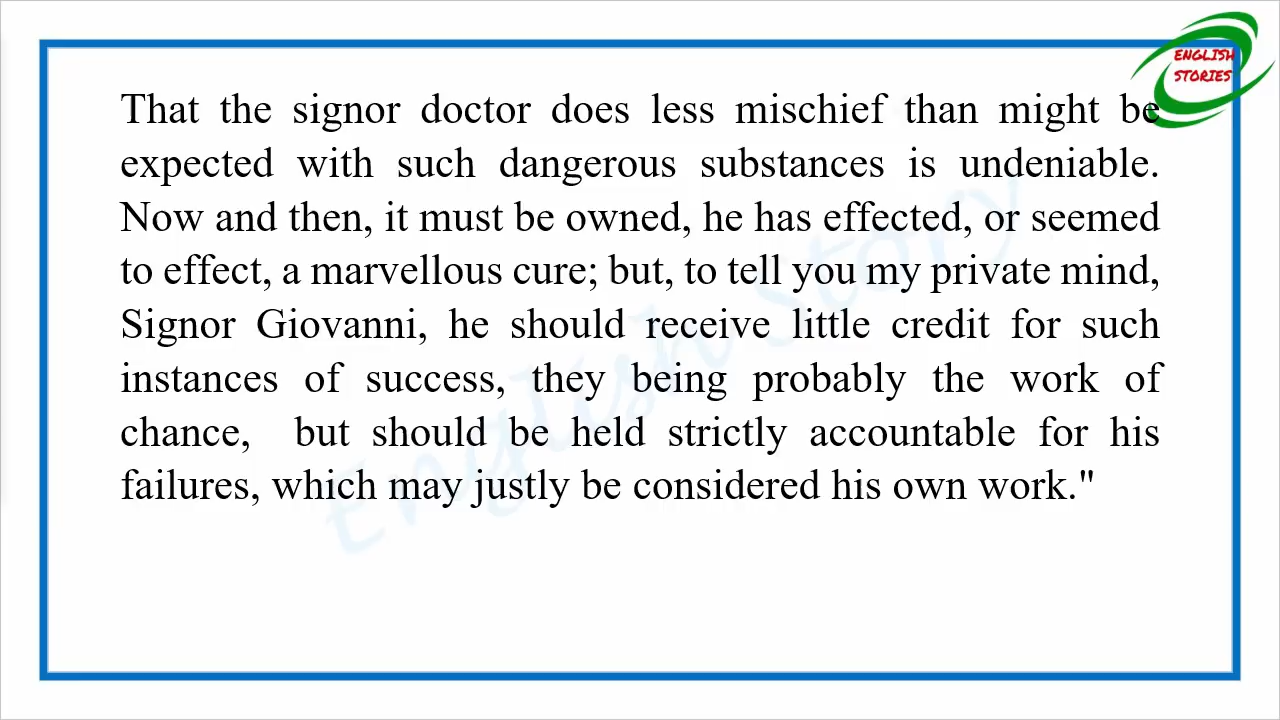 ENGLISH
STORIES
That the signor doctor does less mischief than might be
expected with such dangerous substances is undeniable.
Now and then, it must be owned, he has effected, or seemed
to effect, a marvellous cure; but, to tell you my private mind,
Signor Giovanni, he should receive little credit for such
instances of success, they being probably the work of
chance,  but should be held strictly accountable for his
failures, which may justly be considered his own work."
English Story